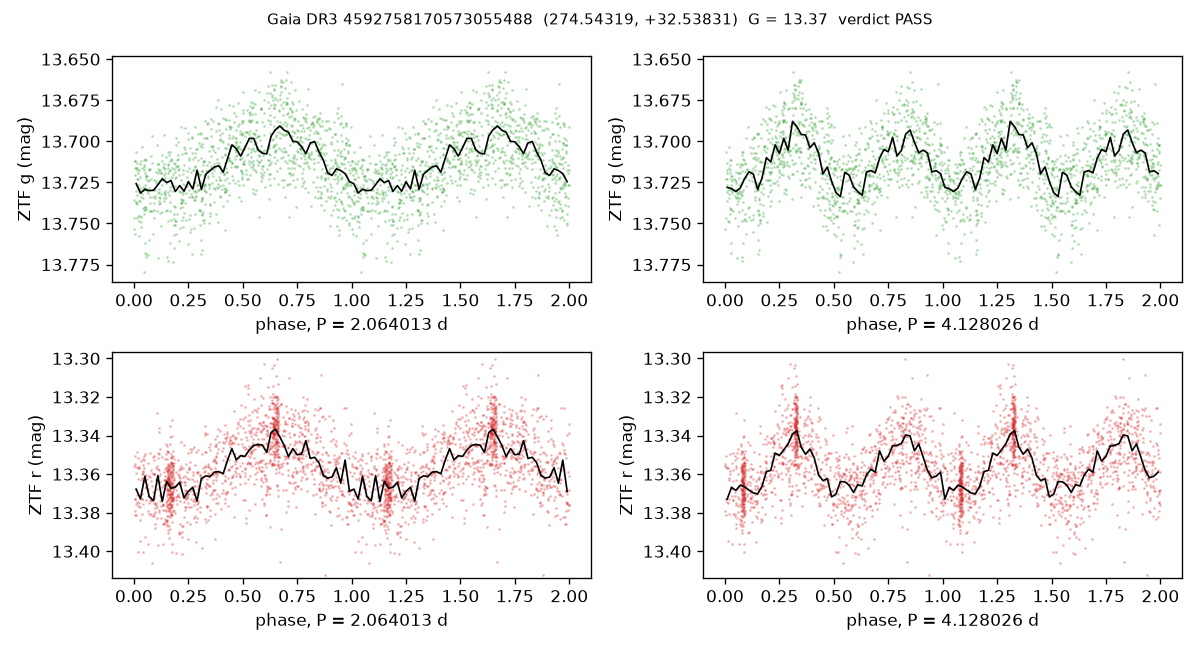 Gaia DR3 4592758170573055488 (274.54319, +32.53831) G = 13.37 verdict PASS
ZTF g (mag)
13.650
13.675
13.700
13.725
13.750
13.775
0.00 0.25 0.50 0.75 1.00 1.25 1.50 1.75 2.00
phase, P = 2.064013 d
ZTF g (mag)
13.650
13.675
13.700
13.725
13.750
13.775
0.00 0.25 0.50 0.75 1.00 1.25 1.50 1.75 2.00
phase, P = 4.128026 d
ZTF r (mag)
13.30
13.32
13.34
13.36
13.38
13.40
0.00 0.25 0.50 0.75 1.00 1.25 1.50 1.75 2.00
phase, P = 2.064013 d
ZTF r (mag)
13.30
13.32
13.34
13.36
13.38
13.40
0.00 0.25 0.50 0.75 1.00 1.25 1.50 1.75 2.00
phase, P = 4.128026 d